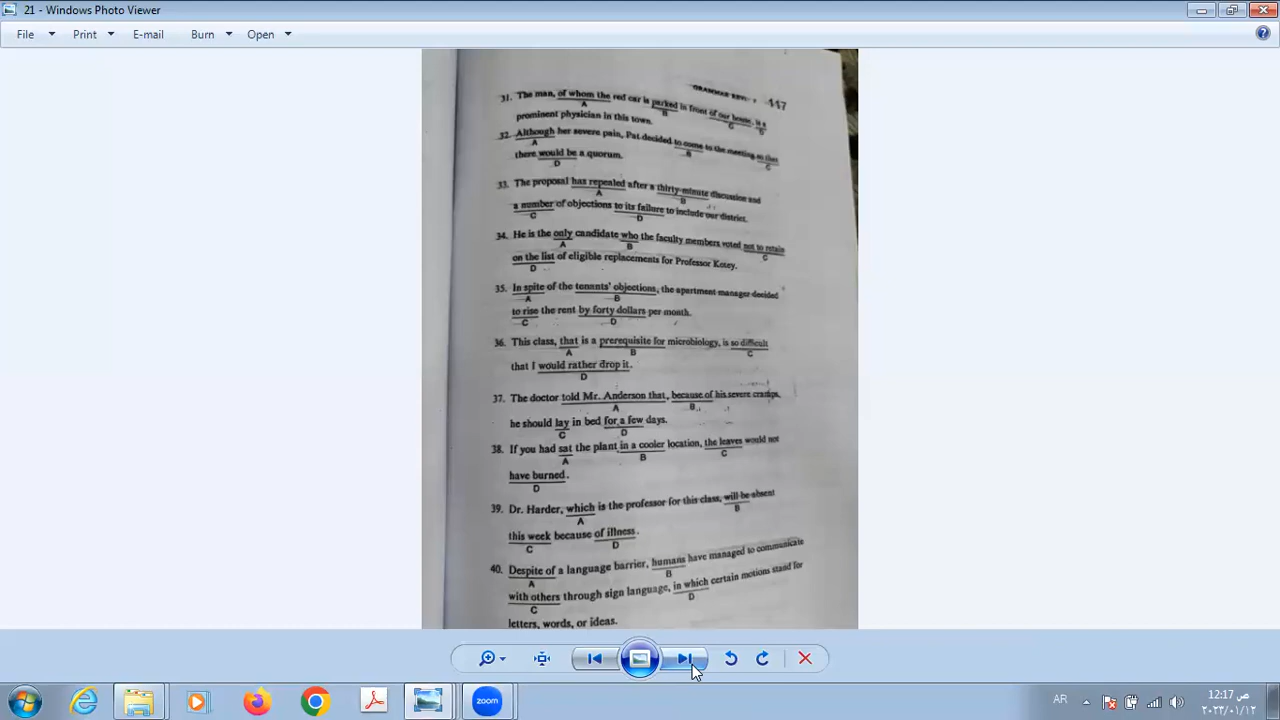 21 - Windows Photo Viewer
File Print E-mail Burn Open
GRAMMAR 117
31. The man, of whom the red car is parked in front of our house, is a
A B C D
prominent physician in this town.
32. Although her severe pain, Pat decided to come to the meeting so that
A B C
there would be a quorum.
D
33. The proposal has repealed after a thirty-minute discussion and
A B
a number of objections to its failure to include our district.
C D
34. He is the only candidate who the faculty members voted not to retain
A B C
on the list of eligible replacements for Professor Kotey.
D
35. In spite of the tenants' objections, the apartment manager decided
A B
to rise the rent by forty dollars per month.
C D
36. This class, that is a prerequisite for microbiology, is so difficult
A B C
that I would rather drop it.
D
37. The doctor told Mr. Anderson that, because of his severe cramps,
A B
he should lay in bed for a few days.
C D
38. If you had sat the plant in a cooler location, the leaves would not
A B C
have burned.
D
39. Dr. Harder, which is the professor for this class, will be absent
A B
this week because of illness.
C D
40. Despite of a language barrier, humans have managed to communicate
A B
with others through sign language, in which certain motions stand for
C D
letters, words, or ideas.
zoom
AR
12:17 ص
٢٠٢٣/٠١/١٢